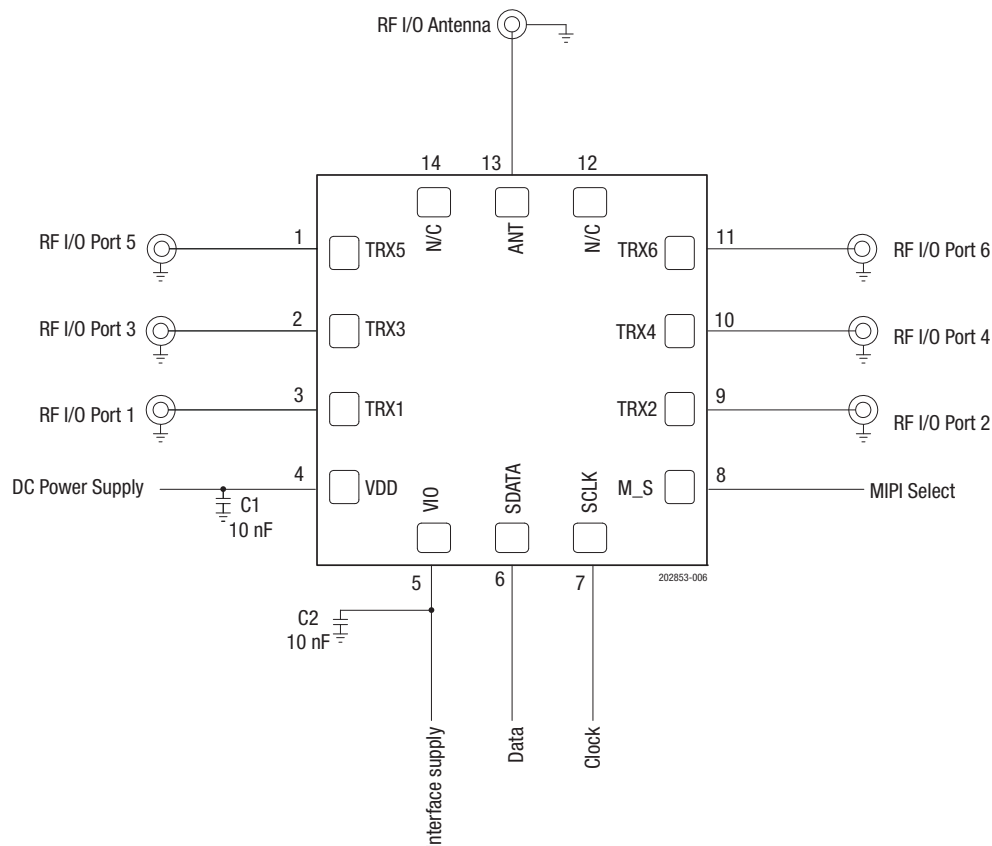 RF I/O Antenna
14
13
12
N/C
ANT
N/C
RF I/O Port 5
1
TRX5
TRX6
11
RF I/O Port 6
RF I/O Port 3
2
TRX3
TRX4
10
RF I/O Port 4
RF I/O Port 1
3
TRX1
TRX2
9
RF I/O Port 2
DC Power Supply
4
VDD
VIO
SDATA
SCLK
M_S
8
MIPI Select
C1
10 nF
202853-006
5
6
7
C2
10 nF
nterface supply
Data
Clock